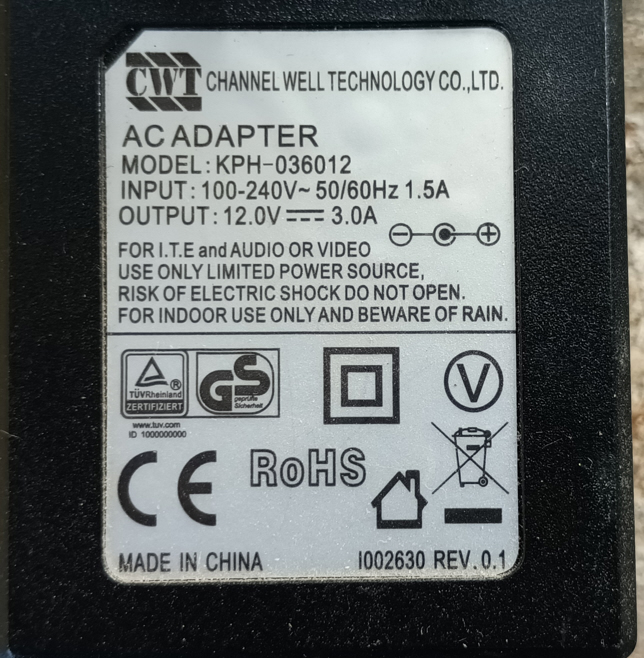 CWT CHANNEL WELL TECHNOLOGY CO.,LTD.
AC ADAPTER
MODEL: KPH-036012
INPUT: 100-240V~ 50/60Hz 1.5A
OUTPUT: 12.0V ⎓ 3.0A
FOR I.T.E and AUDIO OR VIDEO
USE ONLY LIMITED POWER SOURCE,
RISK OF ELECTRIC SHOCK DO NOT OPEN.
FOR INDOOR USE ONLY AND BEWARE OF RAIN.
TÜVRheinland ®
ZERTIFIZIERT
GS
geprüfte
Sicherheit
V
www.tuv.com
ID 1000000000
CE
RoHS
MADE IN CHINA
I002630 REV.0.1